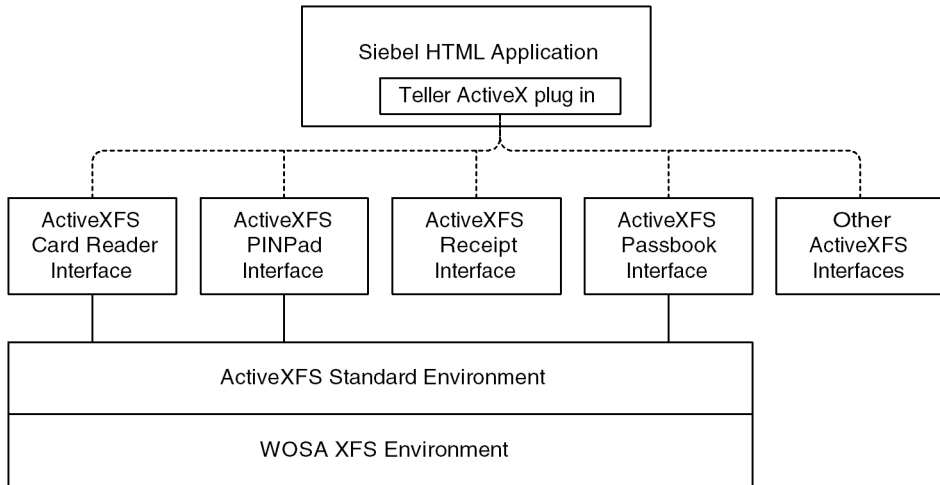 Siebel HTML Application
Teller ActiveX plug in
ActiveXFS
Card Reader
Interface
ActiveXFS
PINPad
Interface
ActiveXFS
Receipt
Interface
ActiveXFS
Passbook
Interface
Other
ActiveXFS
Interfaces
ActiveXFS Standard Environment
WOSA XFS Environment